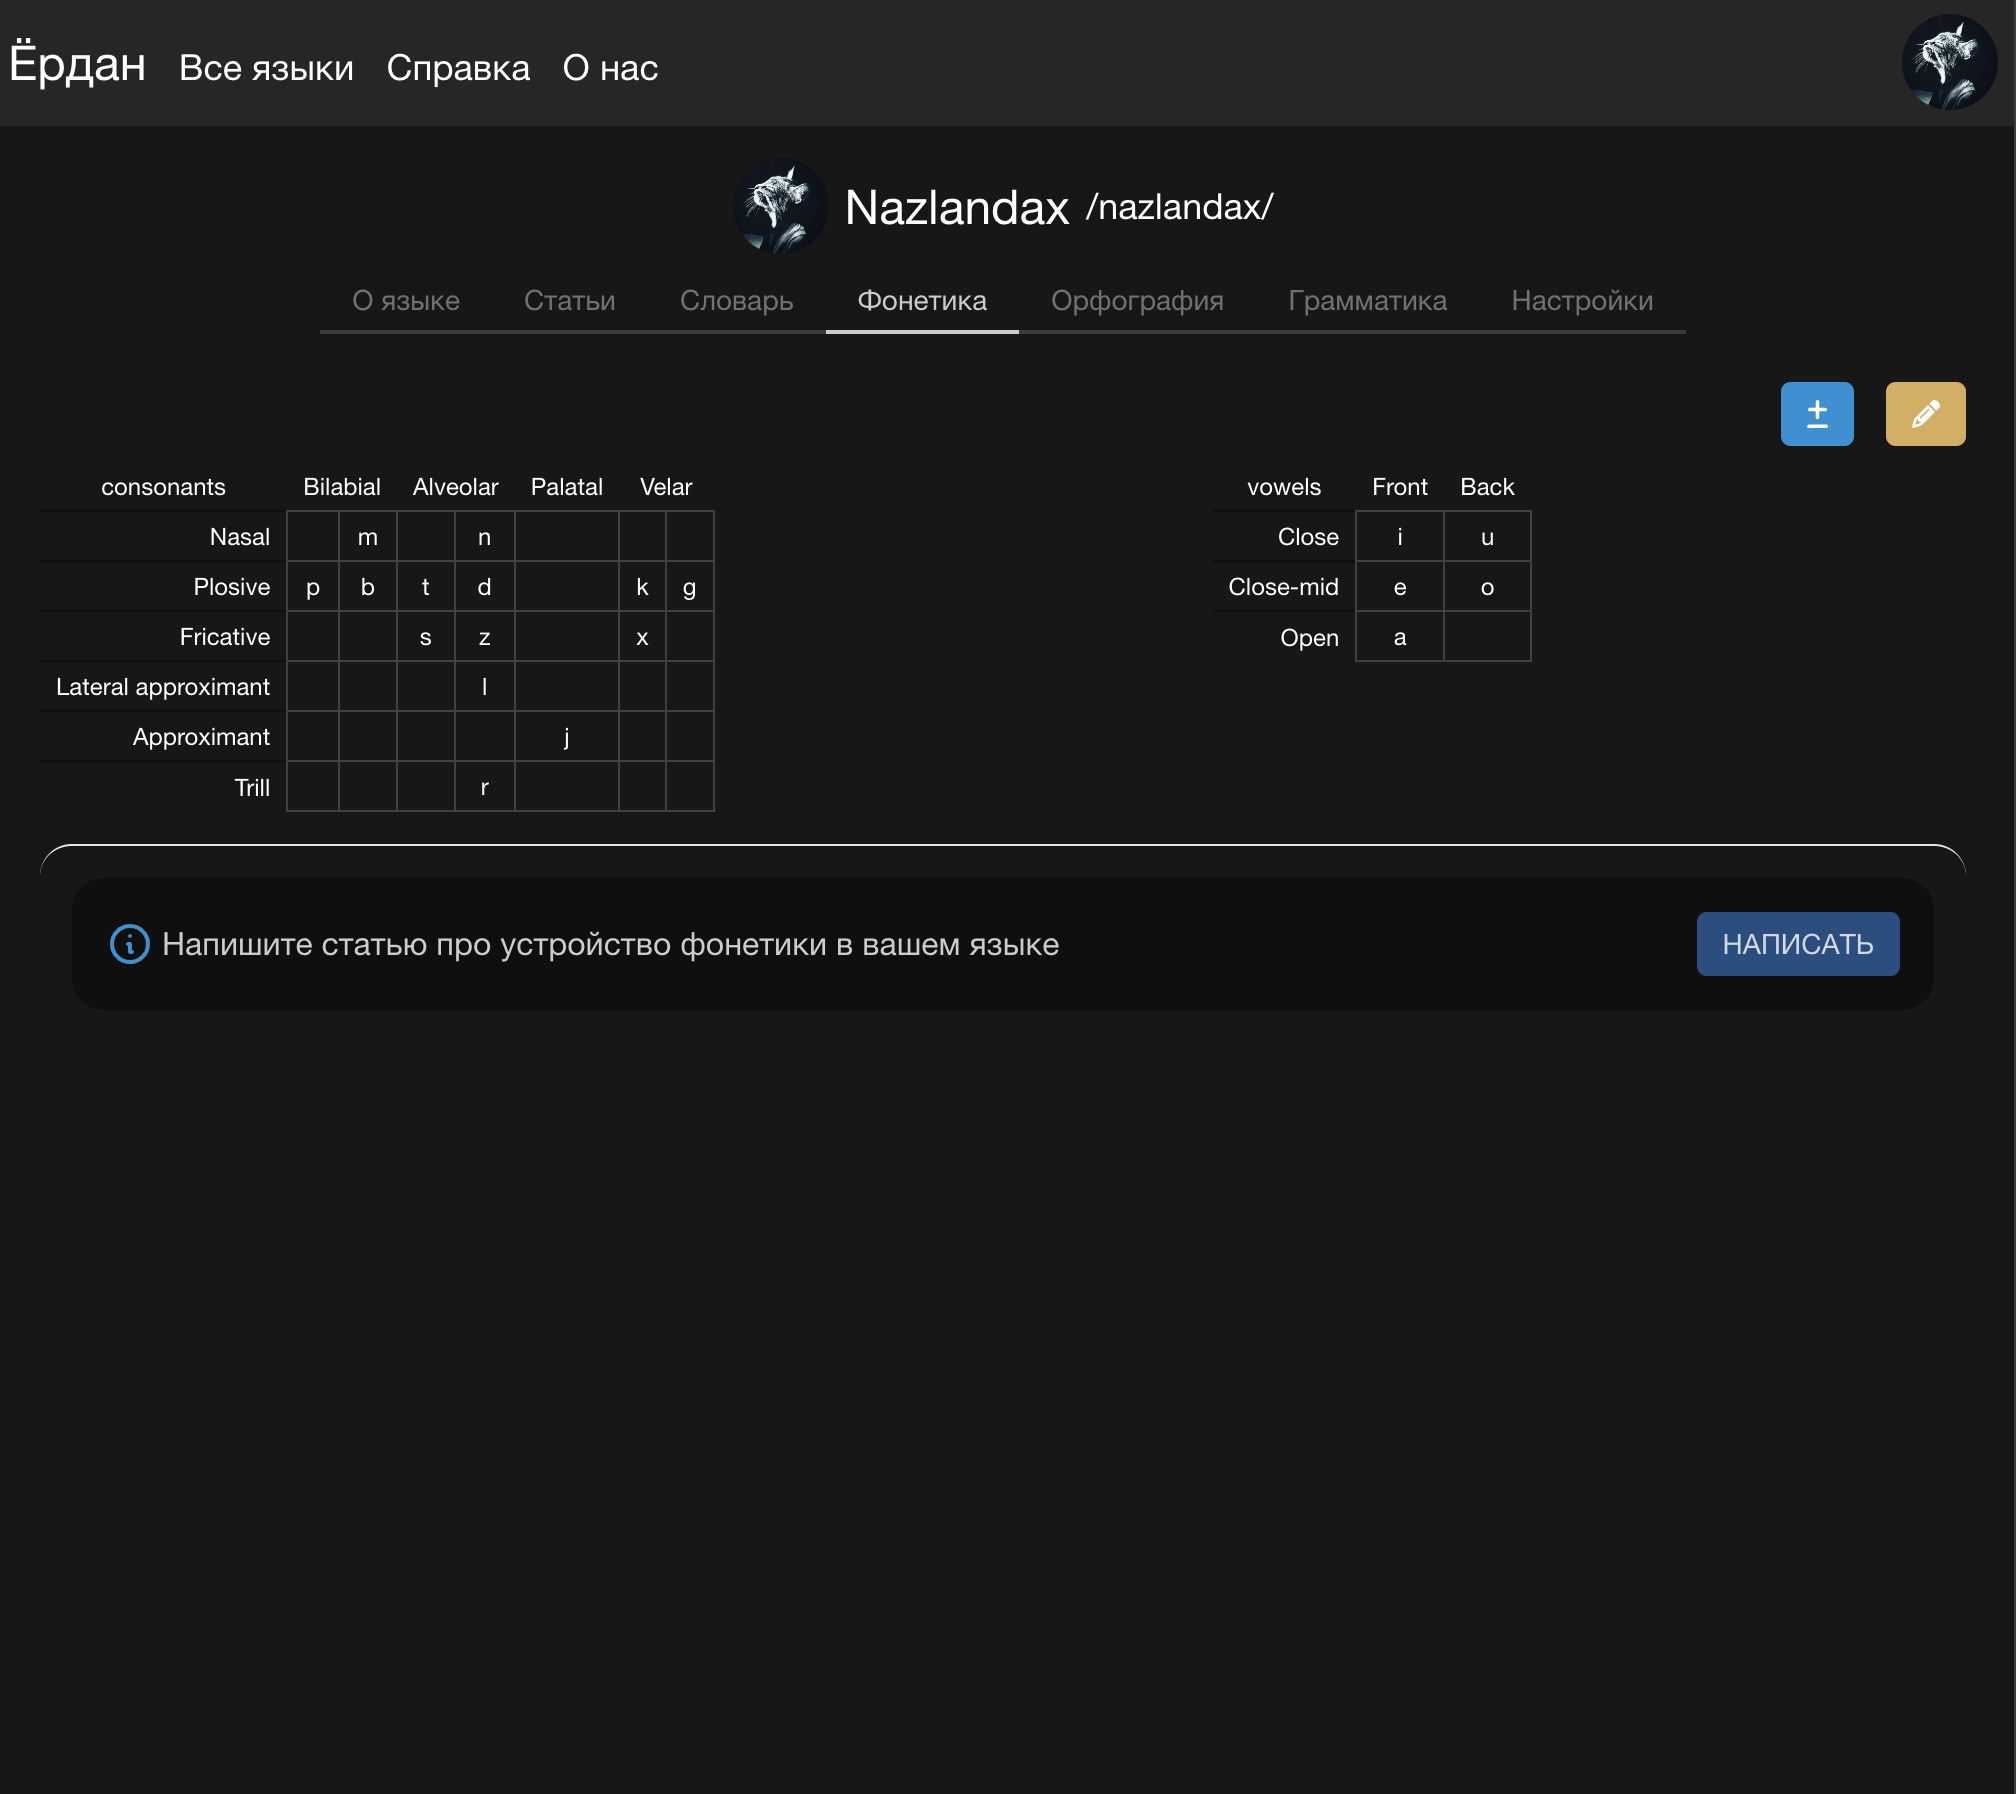 Ёрдан Все языки Справка О нас
Nazlandax /nazlandax/
О языке Статьи Словарь Фонетика Орфография Грамматика Настройки
consonants Bilabial Alveolar Palatal Velar
Nasal m n
Plosive p b t d k g
Fricative s z x
Lateral approximant l
Approximant j
Trill r
vowels Front Back
Close i u
Close-mid e o
Open a
Напишите статью про устройство фонетики в вашем языке НАПИСАТЬ